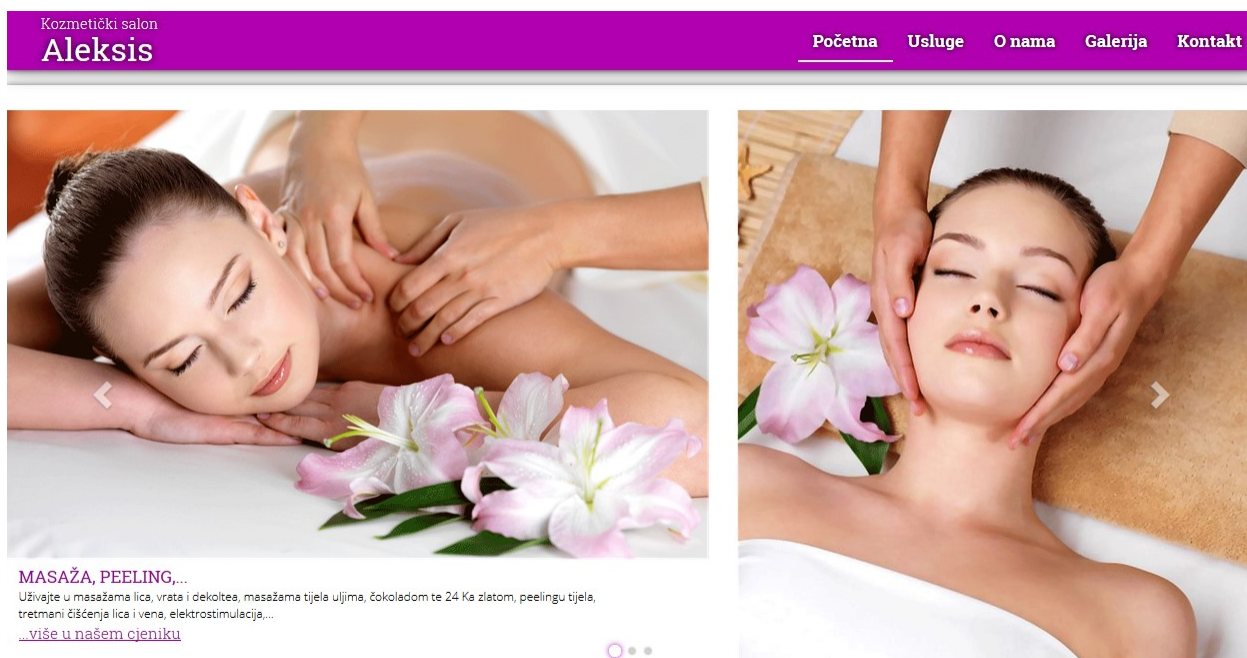 Kozmetički salon
Aleksis
Početna Usluge O nama Galerija Kontakt
MASAŽA, PEELING,...
Uživajte u masažama lica, vrata i dekoltea, masažama tijela uljima, čokoladom te 24 Ka zlatom, peelingu tijela,
tretmani čišćenja lica i vena, elektrostimulacija,...
...više u našem cjeniku